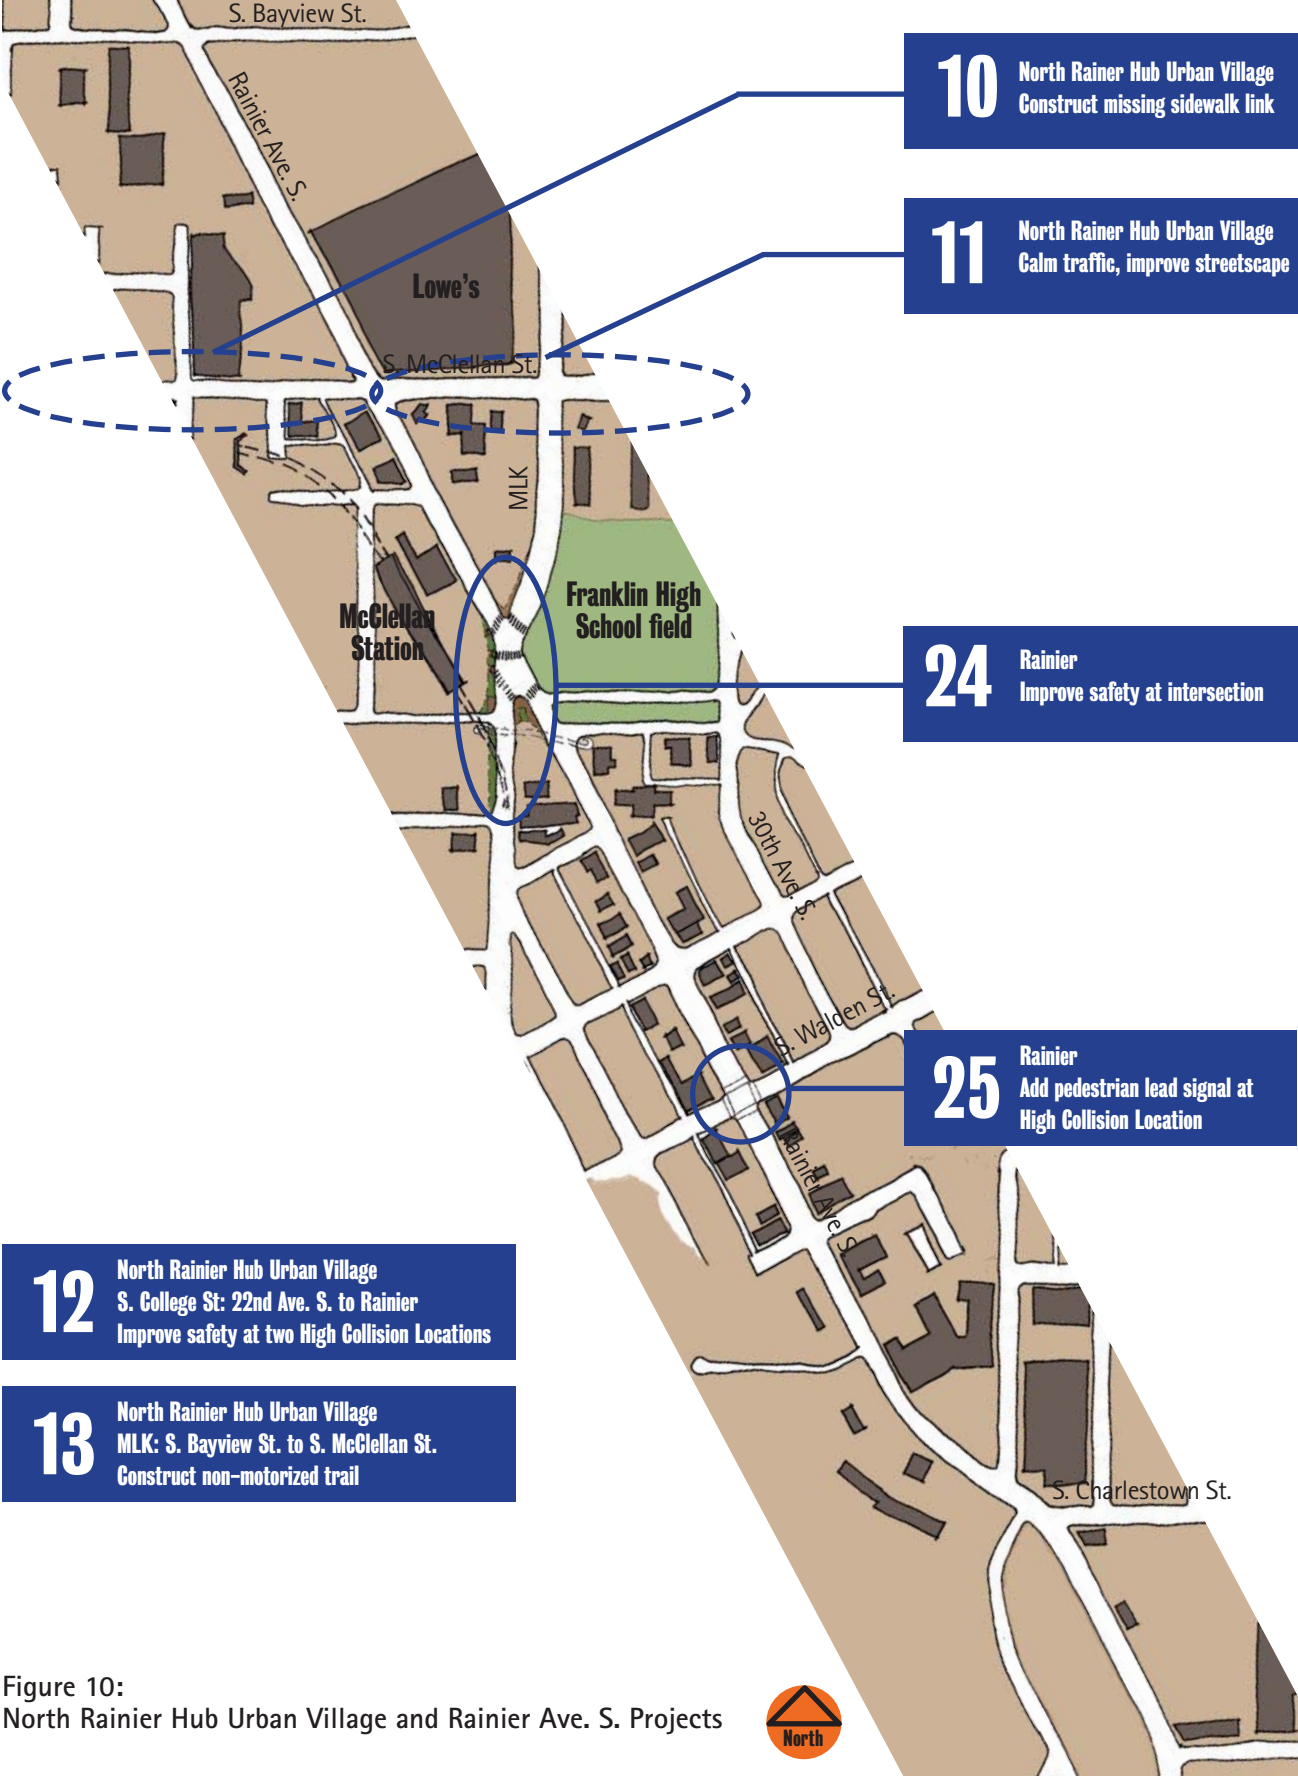 S. Bayview St.
Rainier Ave. S.
10
North Rainer Hub Urban Village
Construct missing sidewalk link
11
North Rainer Hub Urban Village
Calm traffic, improve streetscape
Lowe's
S. McClellan St.
MLK
Franklin High
School field
McClellan
Station
24
Rainier
Improve safety at intersection
30th Ave. S.
S. Walden St.
25
Rainier
Add pedestrian lead signal at
High Collision Location
Rainier Ave. S.
12
North Rainier Hub Urban Village
S. College St: 22nd Ave. S. to Rainier
Improve safety at two High Collision Locations
13
North Rainier Hub Urban Village
MLK: S. Bayview St. to S. McClellan St.
Construct non-motorized trail
S. Charlestown St.
Figure 10:
North Rainier Hub Urban Village and Rainier Ave. S. Projects
North